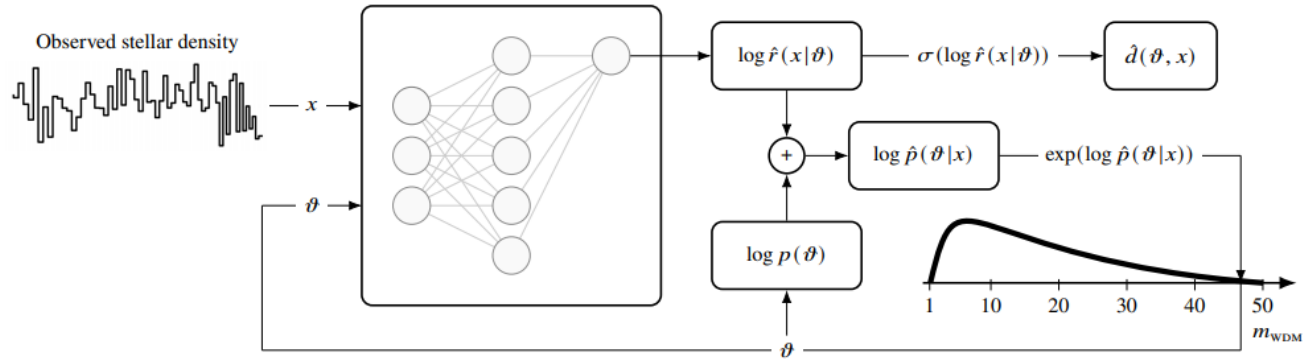 Observed stellar density
x
ϑ
log r̂(x|ϑ)
σ(log r̂(x|ϑ))
d̂(ϑ, x)
+
log p̂(ϑ|x)
exp(log p̂(ϑ|x))
log p(ϑ)
1 10 20 30 40 50
m_WDM
ϑ